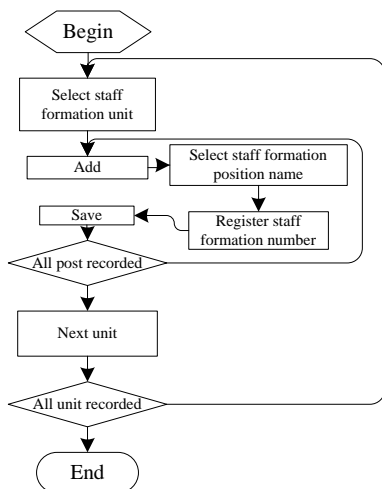 Begin
Select staff
formation unit
Add
Select staff formation
position name
Save
Register staff
formation number
All post recorded
Next unit
All unit recorded
End